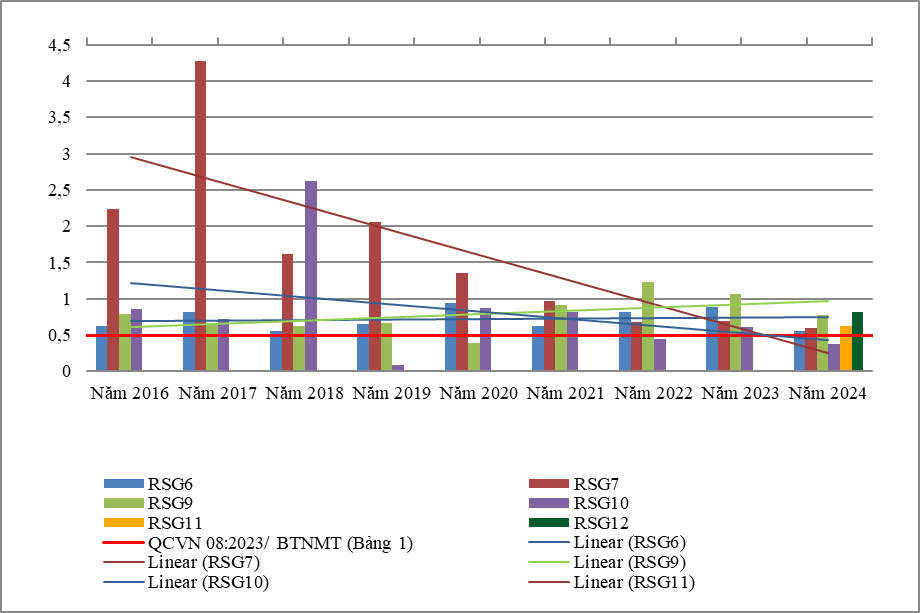 4,5
4
3,5
3
2,5
2
1,5
1
0,5
0
Năm 2016 Năm 2017 Năm 2018 Năm 2019 Năm 2020 Năm 2021 Năm 2022 Năm 2023 Năm 2024
RSG6 RSG7
RSG9 RSG10
RSG11 RSG12
QCVN 08:2023/ BTNMT (Bảng 1) Linear (RSG6)
Linear (RSG7) Linear (RSG9)
Linear (RSG10) Linear (RSG11)